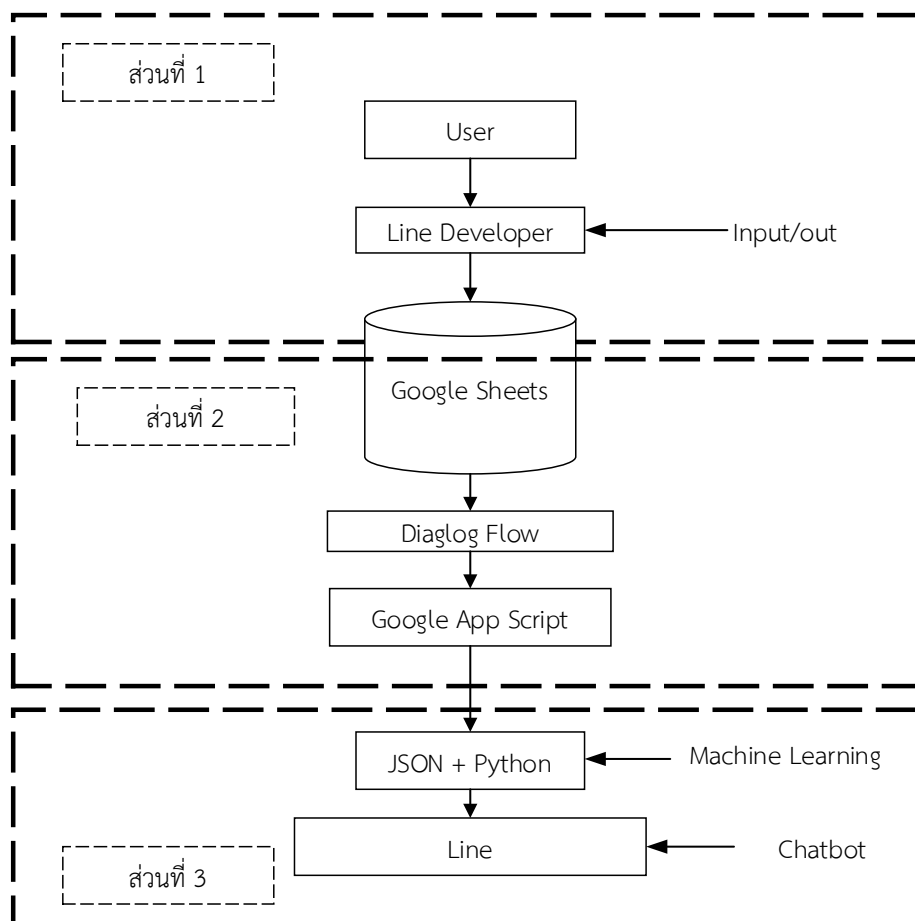 ส่วนที่ 1
User
Line Developer
Input/out
Google Sheets
ส่วนที่ 2
Diaglog Flow
Google App Script
JSON + Python
Machine Learning
Line
Chatbot
ส่วนที่ 3